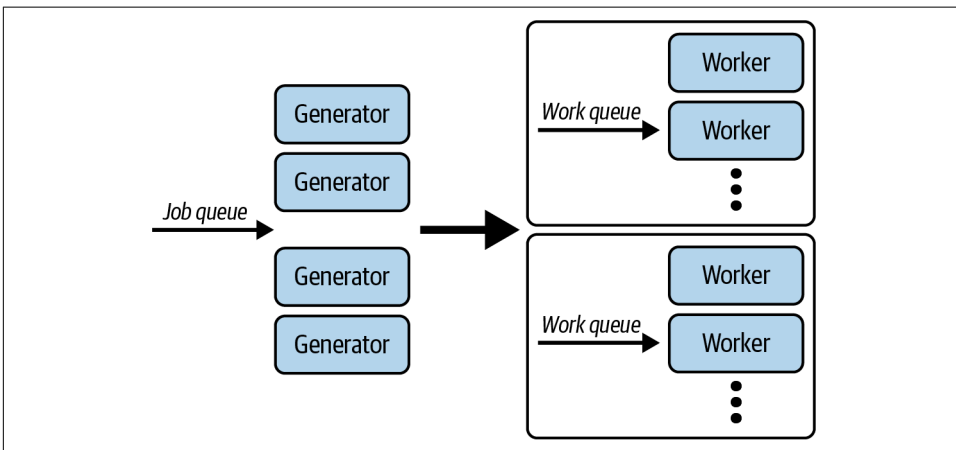 Job queue
Generator
Generator
Generator
Generator
Work queue
Worker
Worker
Work queue
Worker
Worker